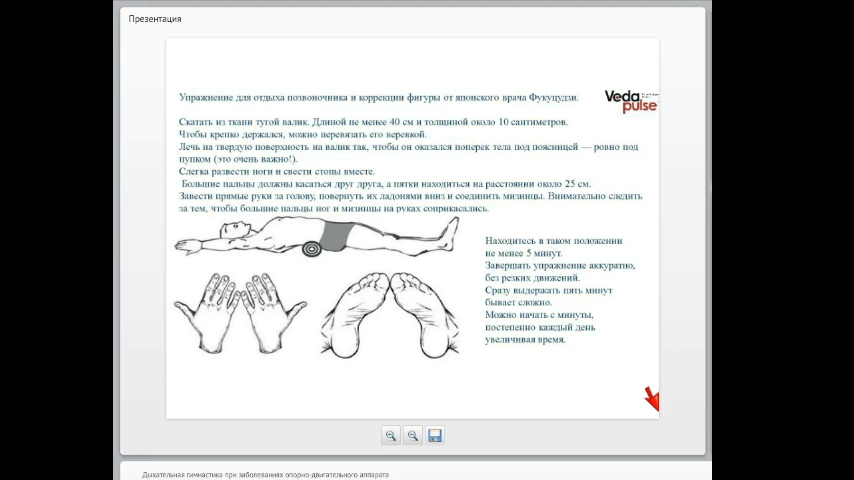 Презентация
Упражнение для отдыха позвоночника и коррекции фигуры от японского врача Фукуцудзи.
Veda
pulse
Скатать из ткани тугой валик. Длиной не менее 40 см и толщиной около 10 сантиметров.
Чтобы крепко держался, можно перевязать его веревкой.
Лечь на твердую поверхность на валик так, чтобы он оказался поперек тела под поясницей — ровно под
пупком (это очень важно!).
Слегка развести ноги и свести стопы вместе.
Большие пальцы должны касаться друг друга, а пятки находиться на расстоянии около 25 см.
Завести прямые руки за голову, повернуть их ладонями вниз и соединить мизинцы. Внимательно следить
за тем, чтобы большие пальцы ног и мизинцы на руках соприкасались.
Находитесь в таком положении
не менее 5 минут.
Завершать упражнение аккуратно,
без резких движений.
Сразу выдержать пять минут
бывает сложно.
Можно начать с минуты,
постепенно каждый день
увеличивая время.
Дыхательная гимнастика при заболеваниях опорно-двигательного аппарата